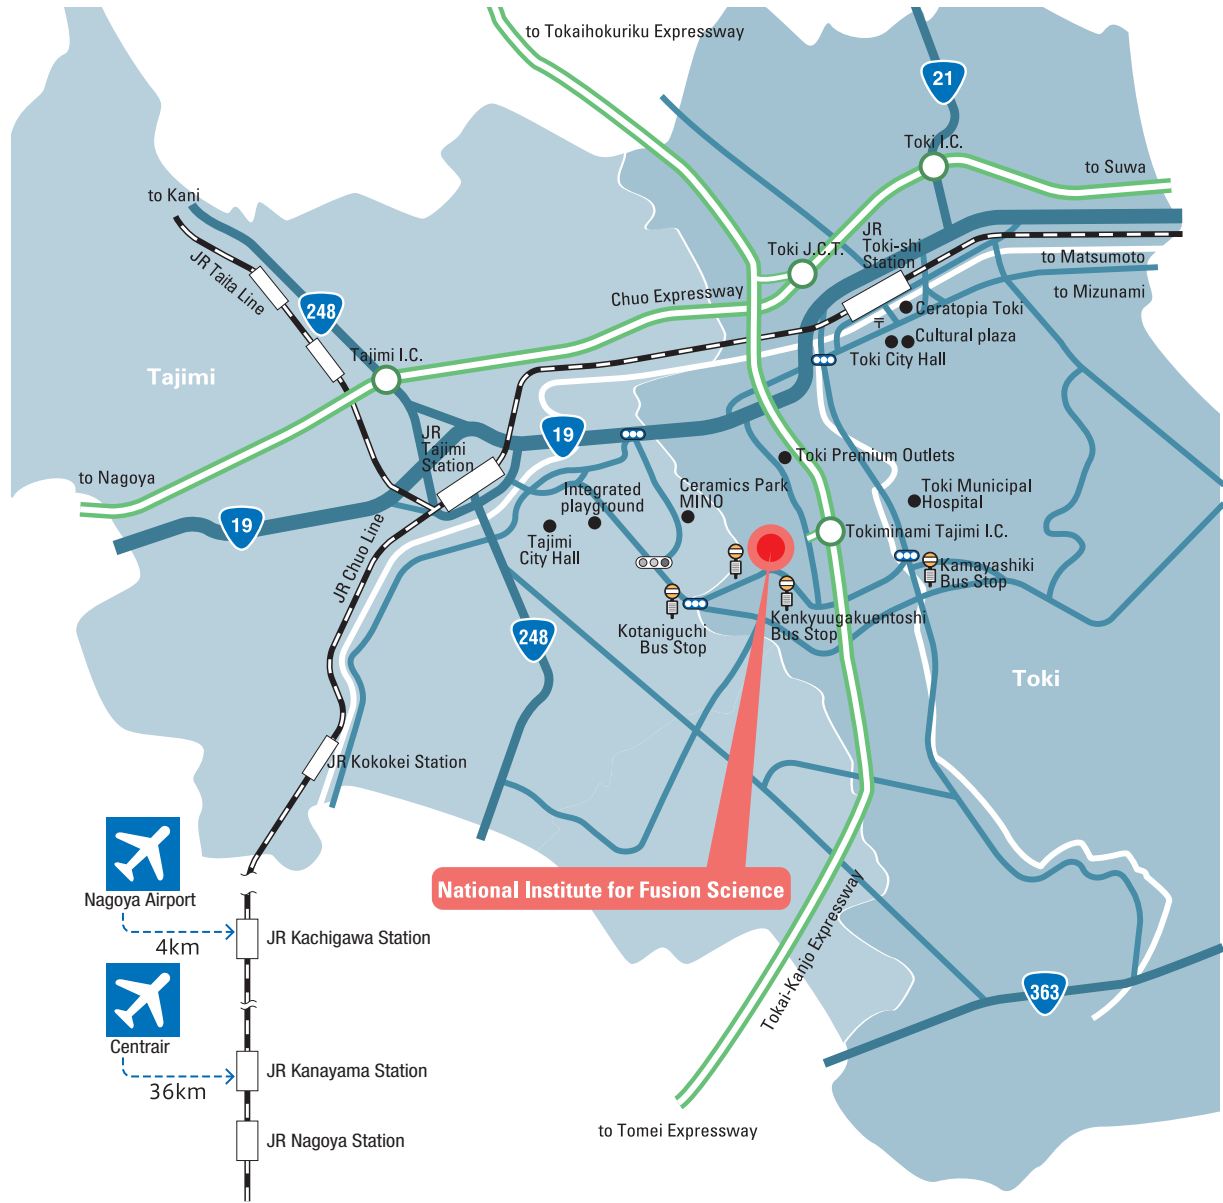 to Tokaihokuriku Expressway
21
Toki I.C.
to Suwa
to Kani
JR
Toki-shi
Station
Toki J.C.T.
to Matsumoto
JR Taita Line
to Mizunami
Chuo Expressway
248
Ceratopia Toki
〒
Cultural plaza
Toki City Hall
Tajimi I.C.
Tajimi
JR
Tajimi
Station
19
Toki Premium Outlets
to Nagoya
Integrated
playground
Ceramics Park
MINO
Toki Municipal
Hospital
19
Tajimi
City Hall
Tokiminami Tajimi I.C.
JR Chuo Line
Kamayashiki
Bus Stop
Kotaniguchi
Bus Stop
Kenkyuugakuentoshi
Bus Stop
248
Toki
JR Kokokei Station
National Institute for Fusion Science
Nagoya Airport
4km
JR Kachigawa Station
Tokai-Kanjo Expressway
363
Centrair
36km
JR Kanayama Station
to Tomei Expressway
JR Nagoya Station